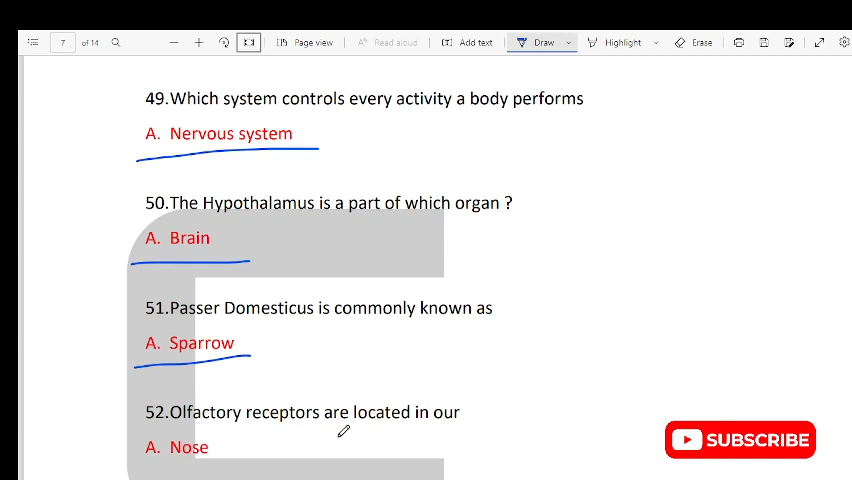 7 of 14 Page view Read aloud Add text Draw Highlight Erase
49.Which system controls every activity a body performs
A. Nervous system
50.The Hypothalamus is a part of which organ ?
A. Brain
51.Passer Domesticus is commonly known as
A. Sparrow
52.Olfactory receptors are located in our
A. Nose
SUBSCRIBE